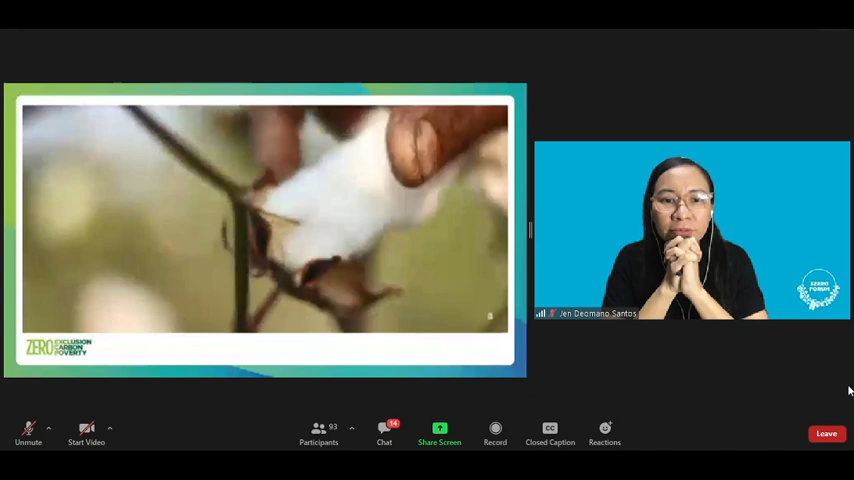 ZERO EXCLUSION
CARBON
POVERTY
3ZERO
FORUM
Jen Deomano Santos
Unmute
Start Video
93
Participants
14
Chat
Share Screen
Record
CC
Closed Caption
Reactions
Leave